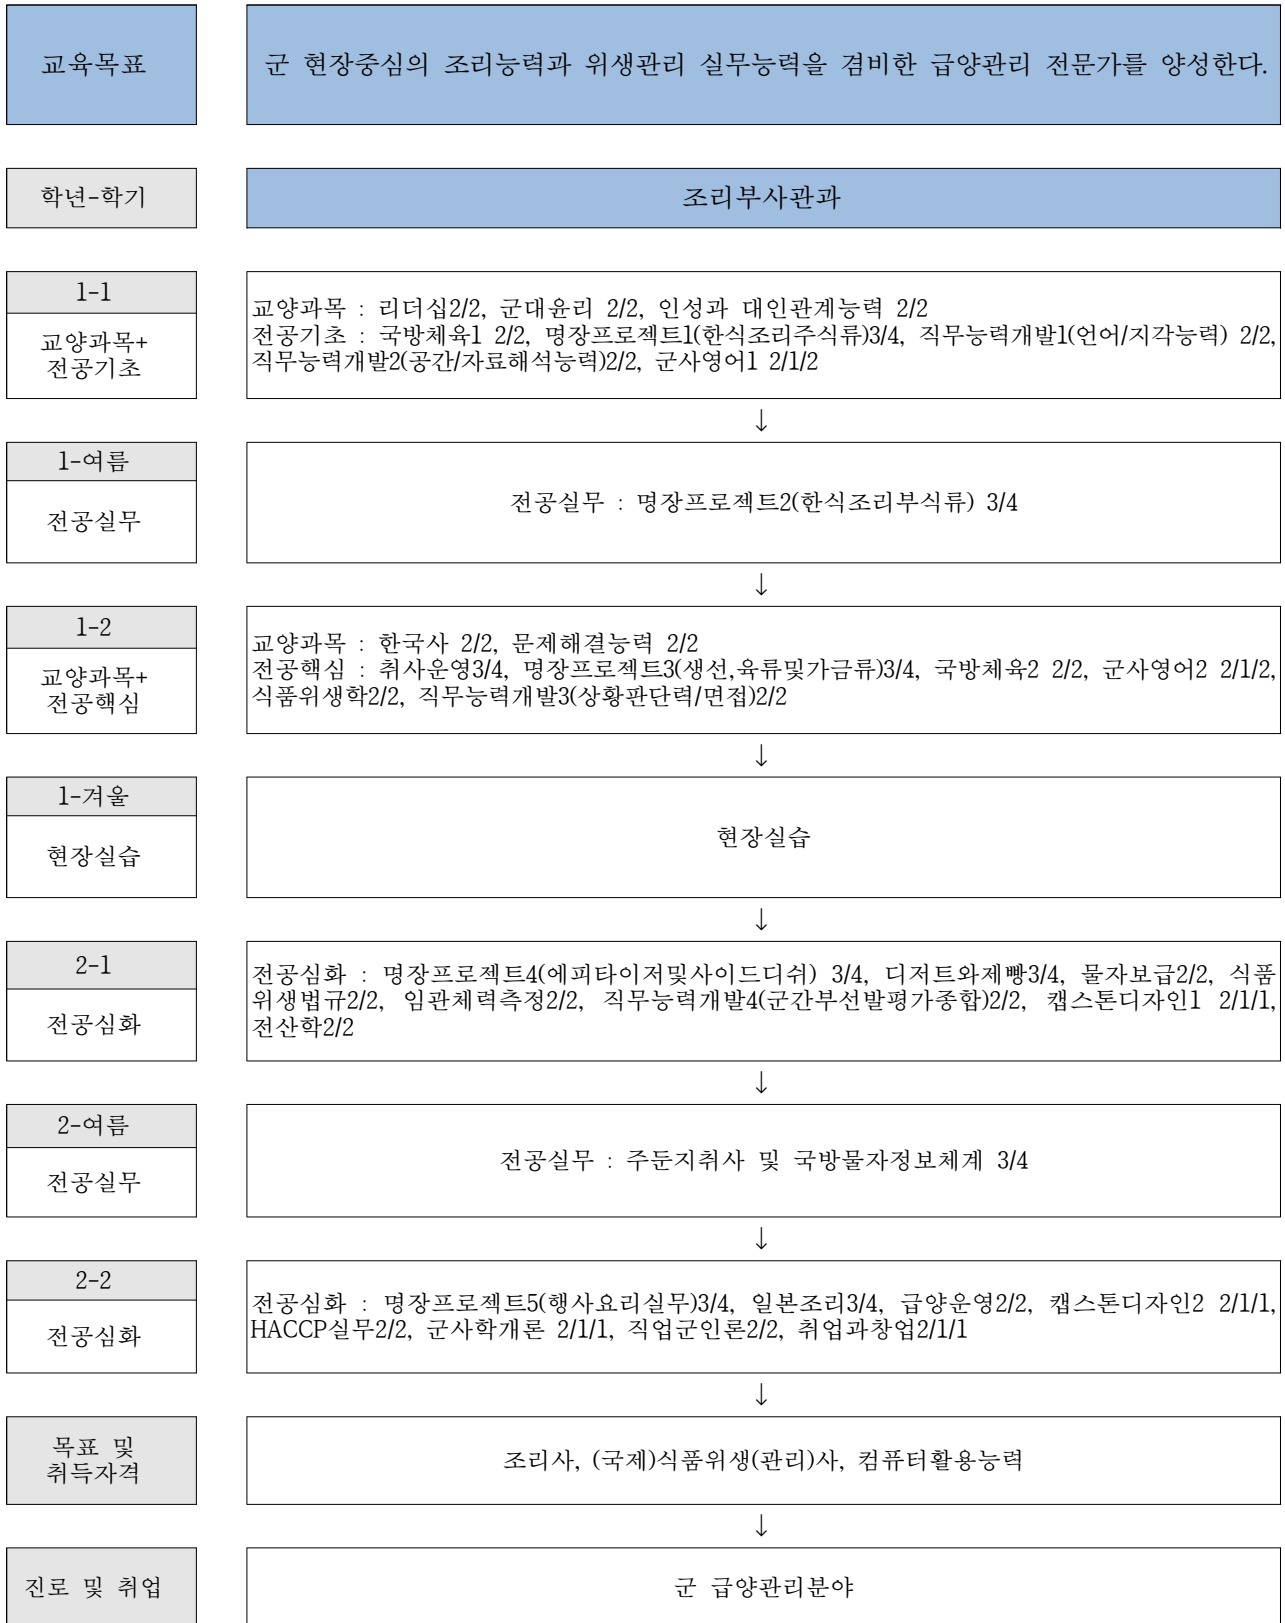 교육목표
군 현장중심의 조리능력과 위생관리 실무능력을 겸비한 급양관리 전문가를 양성한다.
학년-학기
조리부사관과
1-1
교양과목+
전공기초
교양과목 : 리더십2/2, 군대윤리 2/2, 인성과 대인관계능력 2/2
전공기초 : 국방체육1 2/2, 명장프로젝트1(한식조리주식류)3/4, 직무능력개발1(언어/지각능력) 2/2,
직무능력개발2(공간/자료해석능력)2/2, 군사영어1 2/1/2
↓
1-여름
전공실무
전공실무 : 명장프로젝트2(한식조리부식류) 3/4
↓
1-2
교양과목+
전공핵심
교양과목 : 한국사 2/2, 문제해결능력 2/2
전공핵심 : 취사운영3/4, 명장프로젝트3(생선,육류및가금류)3/4, 국방체육2 2/2, 군사영어2 2/1/2,
식품위생학2/2, 직무능력개발3(상황판단력/면접)2/2
↓
1-겨울
현장실습
현장실습
↓
2-1
전공심화
전공심화 : 명장프로젝트4(에피타이저및사이드디쉬) 3/4, 디저트와제빵3/4, 물자보급2/2, 식품
위생법규2/2, 임관체력측정2/2, 직무능력개발4(군간부선발평가종합)2/2, 캡스톤디자인1 2/1/1,
전산학2/2
↓
2-여름
전공실무
전공실무 : 주둔지취사 및 국방물자정보체계 3/4
↓
2-2
전공심화
전공심화 : 명장프로젝트5(행사요리실무)3/4, 일본조리3/4, 급양운영2/2, 캡스톤디자인2 2/1/1,
HACCP실무2/2, 군사학개론 2/1/1, 직업군인론2/2, 취업과창업2/1/1
↓
목표 및
취득자격
조리사, (국제)식품위생(관리)사, 컴퓨터활용능력
↓
진로 및 취업
군 급양관리분야